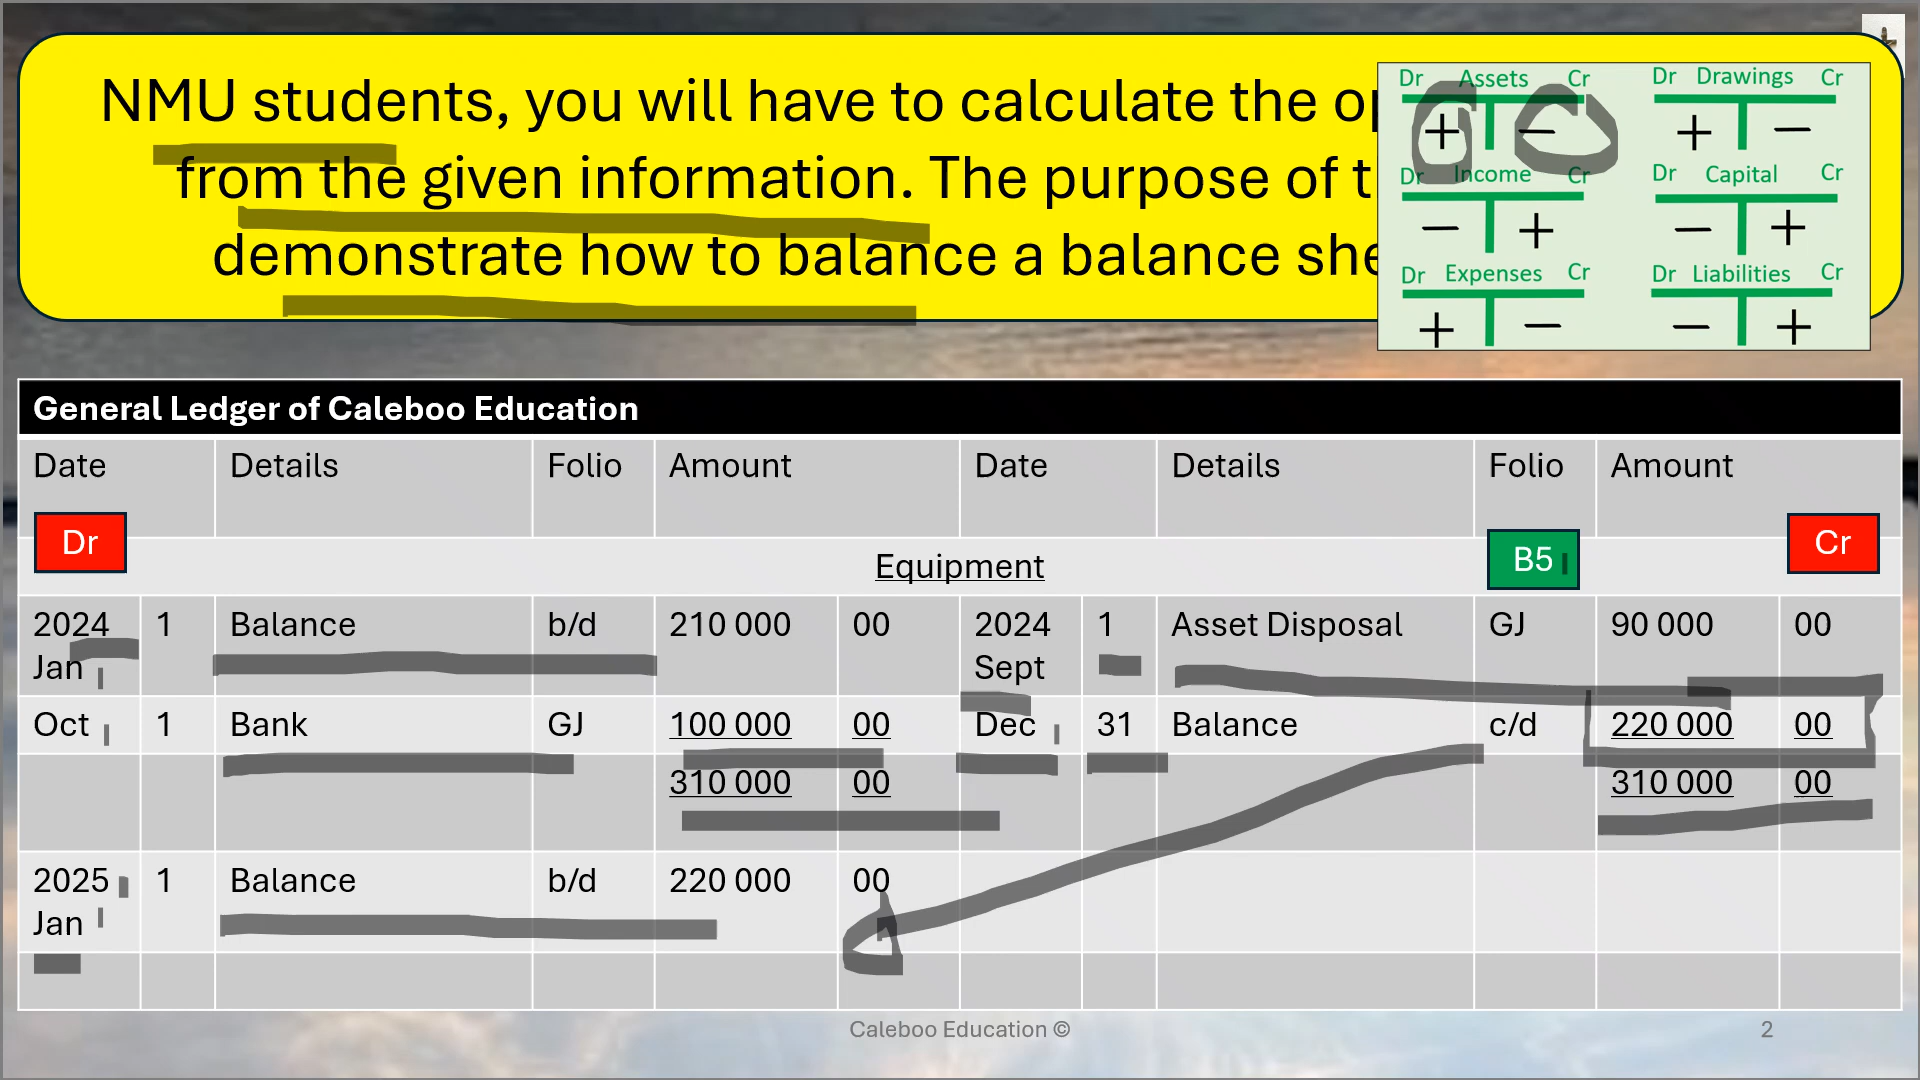 NMU students, you will have to calculate the
from the given information. The purpose of
demonstrate how to balance a balance
Dr Assets Cr
+ −
Dr Drawings Cr
+ −
Dr Income Cr
− +
Dr Capital Cr
− +
Dr Expenses Cr
+ −
Dr Liabilities Cr
− +
General Ledger of Caleboo Education
Date Details Folio Amount Date Details Folio Amount
Dr Equipment B5 Cr
2024 1 Balance b/d 210 000 00 2024 1 Asset Disposal GJ 90 000 00
Jan Sept
Oct 1 Bank GJ 100 000 00 Dec 31 Balance c/d 220 000 00
310 000 00 310 000 00
2025 1 Balance b/d 220 000 00
Jan
Caleboo Education © 2